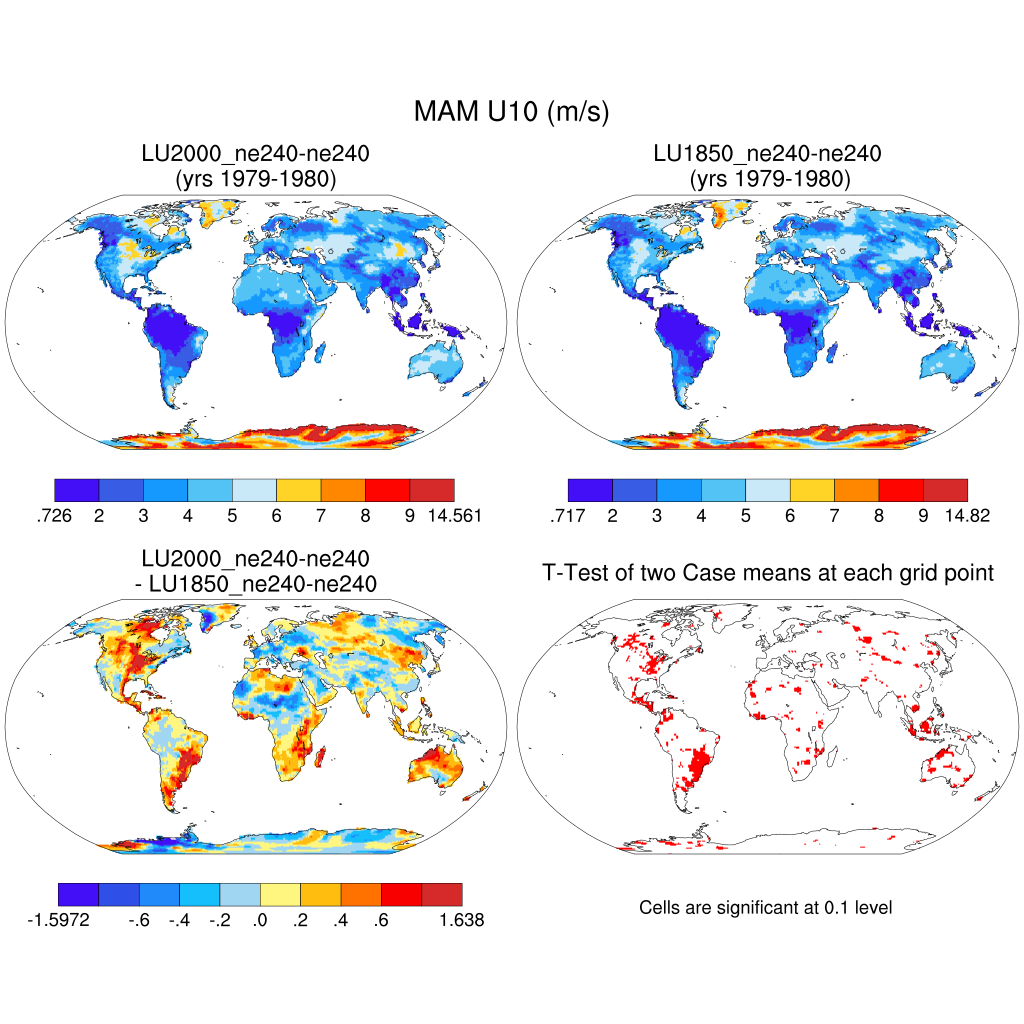 MAM U10 (m/s)
LU2000_ne240-ne240
(yrs 1979-1980)
LU1850_ne240-ne240
(yrs 1979-1980)
.726 2 3 4 5 6 7 8 9 14.561
.717 2 3 4 5 6 7 8 9 14.82
LU2000_ne240-ne240
- LU1850_ne240-ne240
T-Test of two Case means at each grid point
-1.5972 -.6 -.4 -.2 .0 .2 .4 .6 1.638
Cells are significant at 0.1 level